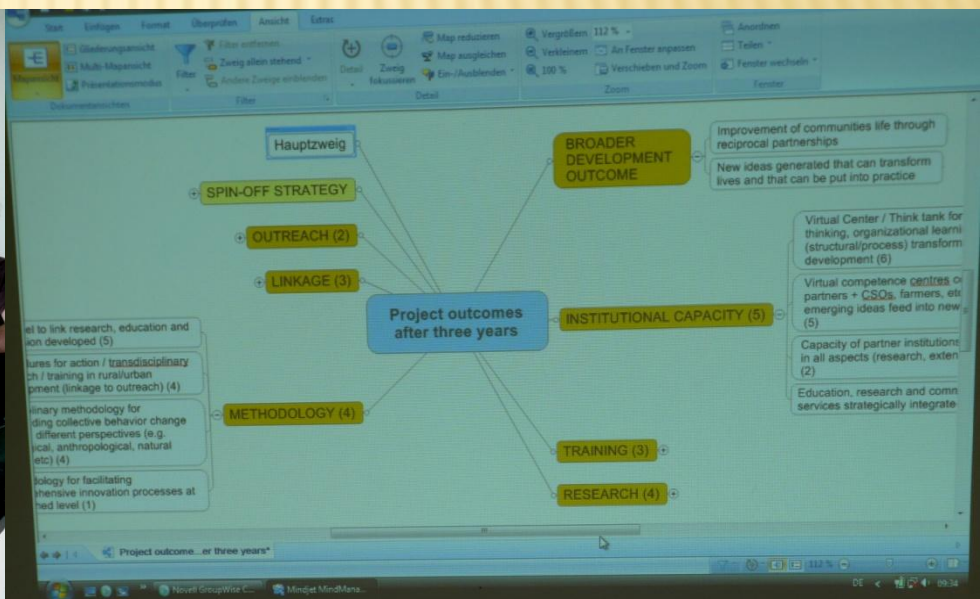 Start Einfügen Format Überprüfen Ansicht Extras
Mapansicht
Gliederungsansicht
Multi-Mapansicht
Präsentationsmodus
Dokumentansichten
Filter
Filter entfernen
Zweig allein stehend
Andere Zweige einblenden
Filter
Detail
Zweig
fokussieren
Map reduzieren
Map ausgleichen
Ein-/Ausblenden
Detail
Vergrößern 112 %
Verkleinern
100 %
An Fenster anpassen
Verschieben und Zoom
Zoom
Anordnen
Teilen
Fenster wechseln
Fenster
Hauptzweig
SPIN-OFF STRATEGY
OUTREACH (2)
LINKAGE (3)
el to link research, education and
ion developed (5)
ures for action / transdisciplinary
ch / training in rural/urban
pment (linkage to outreach) (4)
linary methodology for
ding collective behavior change
different perspectives (e.g.
ical, anthropological, natural
etc) (4)
ology for facilitating
ehensive innovation processes at
hed level (1)
METHODOLOGY (4)
Project outcomes
after three years
BROADER
DEVELOPMENT
OUTCOME
Improvement of communities life through
reciprocal partnerships
New ideas generated that can transform
lives and that can be put into practice
INSTITUTIONAL CAPACITY (5)
Virtual Center / Think tank for
thinking, organizational learni
(structural/process) transform
development (6)
Virtual competence centres o
partners + CSOs, farmers, etc
emerging ideas feed into new
(5)
Capacity of partner institutions
in all aspects (research, exten
(2)
Education, research and comm
services strategically integrate
TRAINING (3)
RESEARCH (4)
Project outcome...er three years*
112 %
Novell GroupWise C...
Mindjet MindMana...
DE
09:34